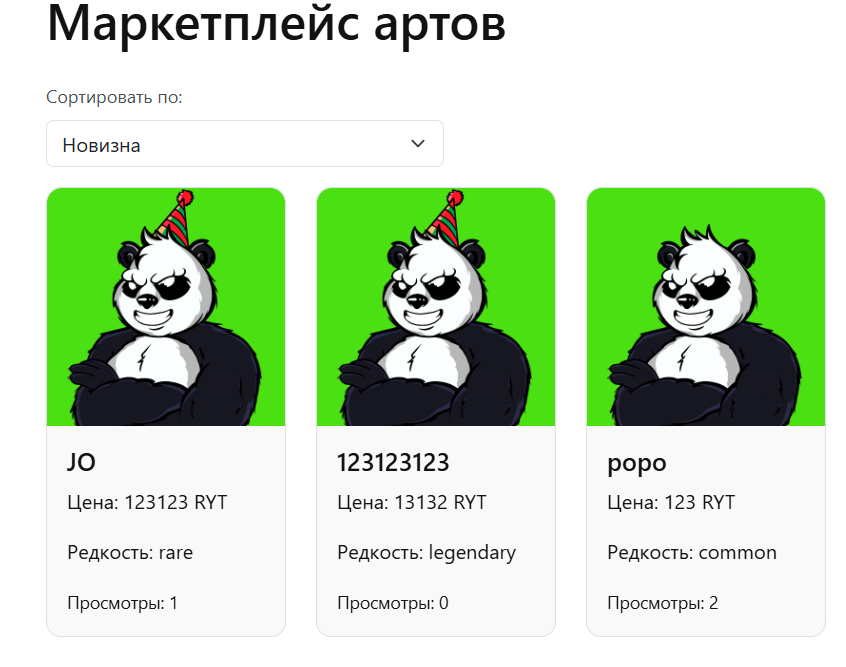 Маркетплейс артов
Сортировать по:
Новизна
JO
Цена: 123123 RYT
Редкость: rare
Просмотры: 1
123123123
Цена: 13132 RYT
Редкость: legendary
Просмотры: 0
popo
Цена: 123 RYT
Редкость: common
Просмотры: 2